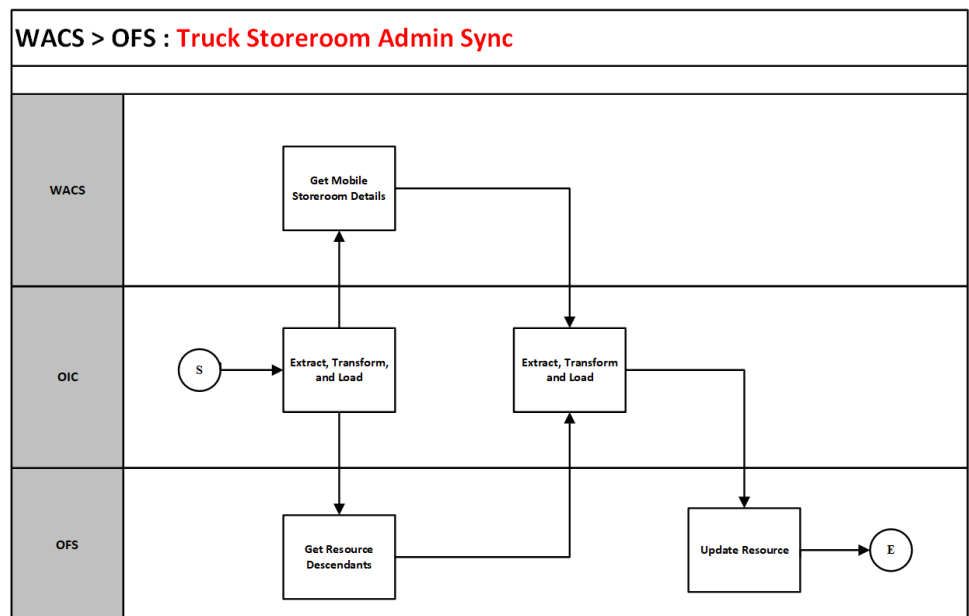 WACS > OFS : Truck Storeroom Admin Sync
WACS
Get Mobile
Storeroom Details
OIC
S
Extract, Transform,
and Load
Extract, Transform
and Load
OFS
Get Resource
Descendants
Update Resource
E